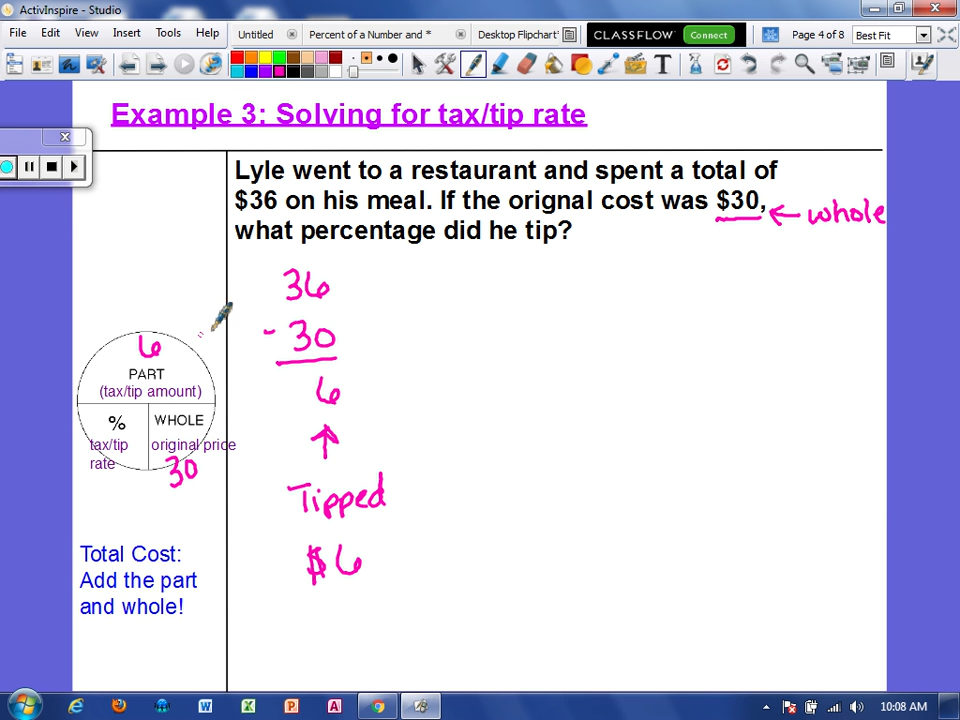 ActivInspire - Studio
File Edit View Insert Tools Help
Untitled
Percent of a Number and *
Desktop Flipchart*
CLASSFLOW Connect
Page 4 of 8
Best Fit
Example 3: Solving for tax/tip rate
Lyle went to a restaurant and spent a total of
$36 on his meal. If the orignal cost was $30,
what percentage did he tip?
← whole
36
- 30
6
↑
Tipped
$6
6
PART
(tax/tip amount)
% WHOLE
tax/tip original price
rate
30
Total Cost:
Add the part
and whole!
10:08 AM